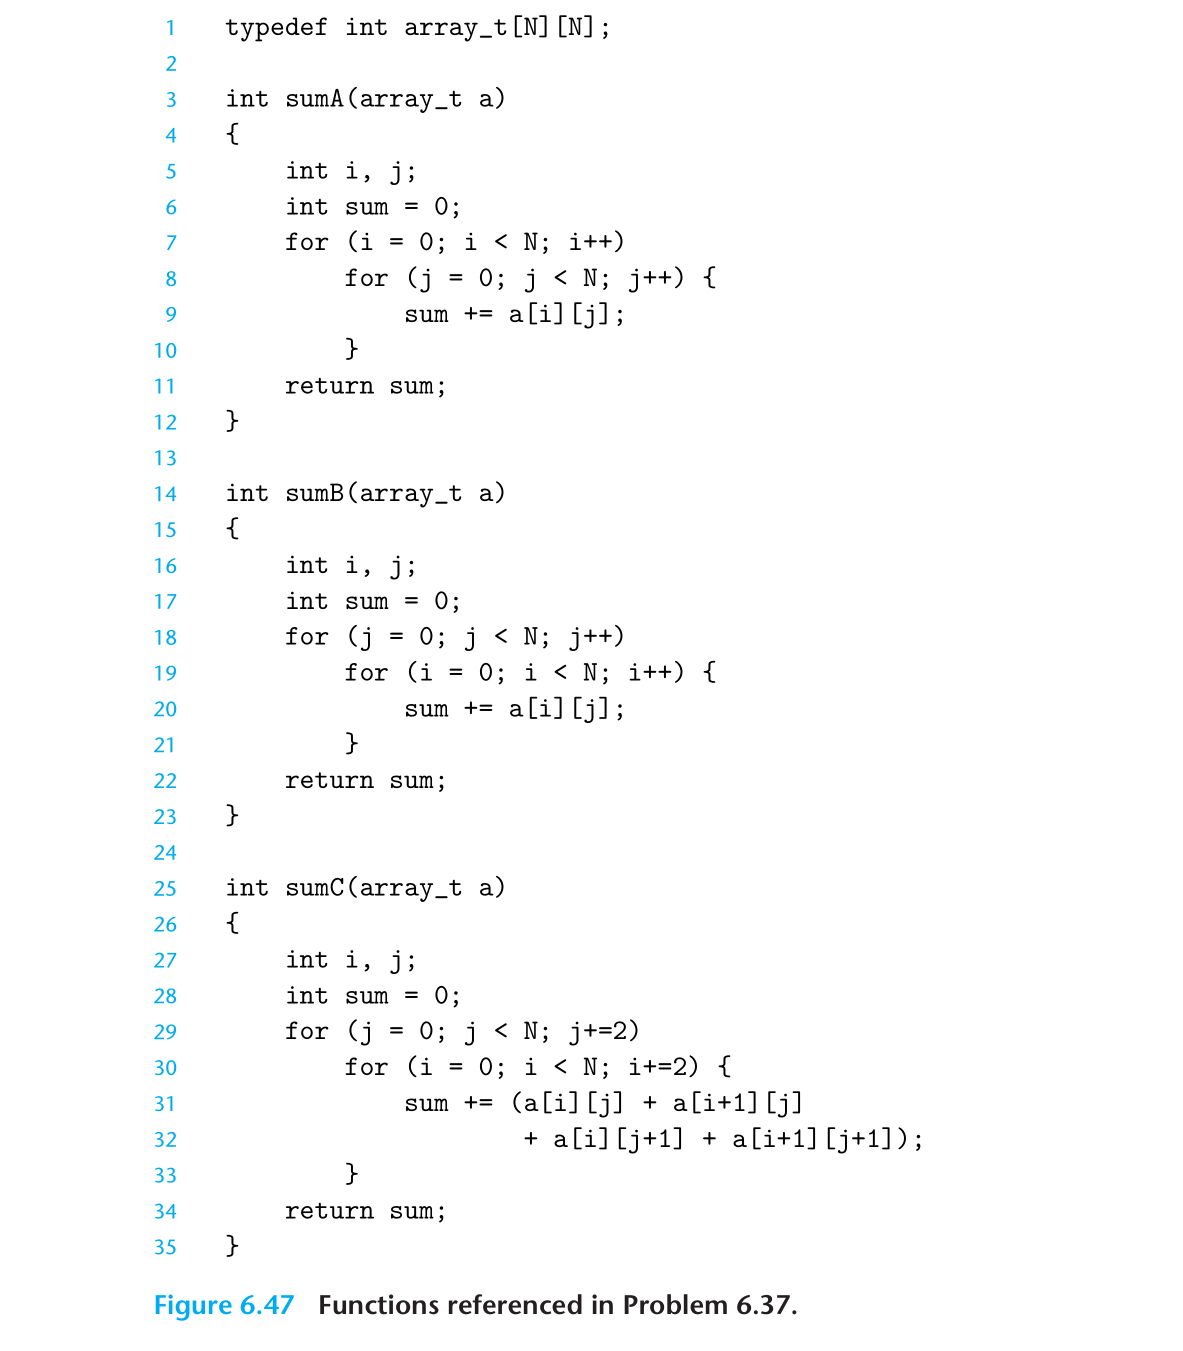 1 typedef int array_t[N][N];
2
3 int sumA(array_t a)
4 {
5     int i, j;
6     int sum = 0;
7     for (i = 0; i < N; i++)
8         for (j = 0; j < N; j++) {
9             sum += a[i][j];
10         }
11     return sum;
12 }
13
14 int sumB(array_t a)
15 {
16     int i, j;
17     int sum = 0;
18     for (j = 0; j < N; j++)
19         for (i = 0; i < N; i++) {
20             sum += a[i][j];
21         }
22     return sum;
23 }
24
25 int sumC(array_t a)
26 {
27     int i, j;
28     int sum = 0;
29     for (j = 0; j < N; j+=2)
30         for (i = 0; i < N; i+=2) {
31             sum += (a[i][j] + a[i+1][j]
32                     + a[i][j+1] + a[i+1][j+1]);
33         }
34     return sum;
35 }
Figure 6.47 Functions referenced in Problem 6.37.